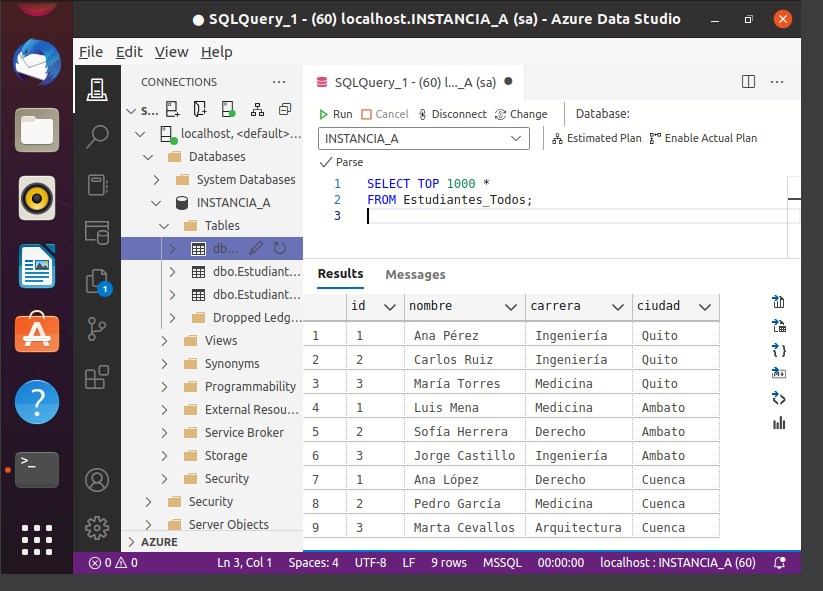 ● SQLQuery_1 - (60) localhost.INSTANCIA_A (sa) - Azure Data Studio
File Edit View Help
CONNECTIONS ...
SQLQuery_1 - (60) l..._A (sa) ●
S...
Run Cancel Disconnect Change Database:
localhost, <default>...
INSTANCIA_A Estimated Plan Enable Actual Plan
Databases
Parse
System Databases
INSTANCIA_A
Tables
dbo...
dbo.Estudiant...
dbo.Estudiant...
Dropped Ledg...
Views
Synonyms
Programmability
External Resou...
Service Broker
Storage
Security
Security
Server Objects
AZURE
1
1 SELECT TOP 1000 *
2 FROM Estudiantes_Todos;
3
Results Messages
id nombre carrera ciudad
1 1 Ana Pérez Ingeniería Quito
2 2 Carlos Ruiz Ingeniería Quito
3 3 María Torres Medicina Quito
4 1 Luis Mena Medicina Ambato
5 2 Sofía Herrera Derecho Ambato
6 3 Jorge Castillo Ingeniería Ambato
7 1 Ana López Derecho Cuenca
8 2 Pedro García Medicina Cuenca
9 3 Marta Cevallos Arquitectura Cuenca
0 0 Ln 3, Col 1 Spaces: 4 UTF-8 LF 9 rows MSSQL 00:00:00 localhost : INSTANCIA_A (60)